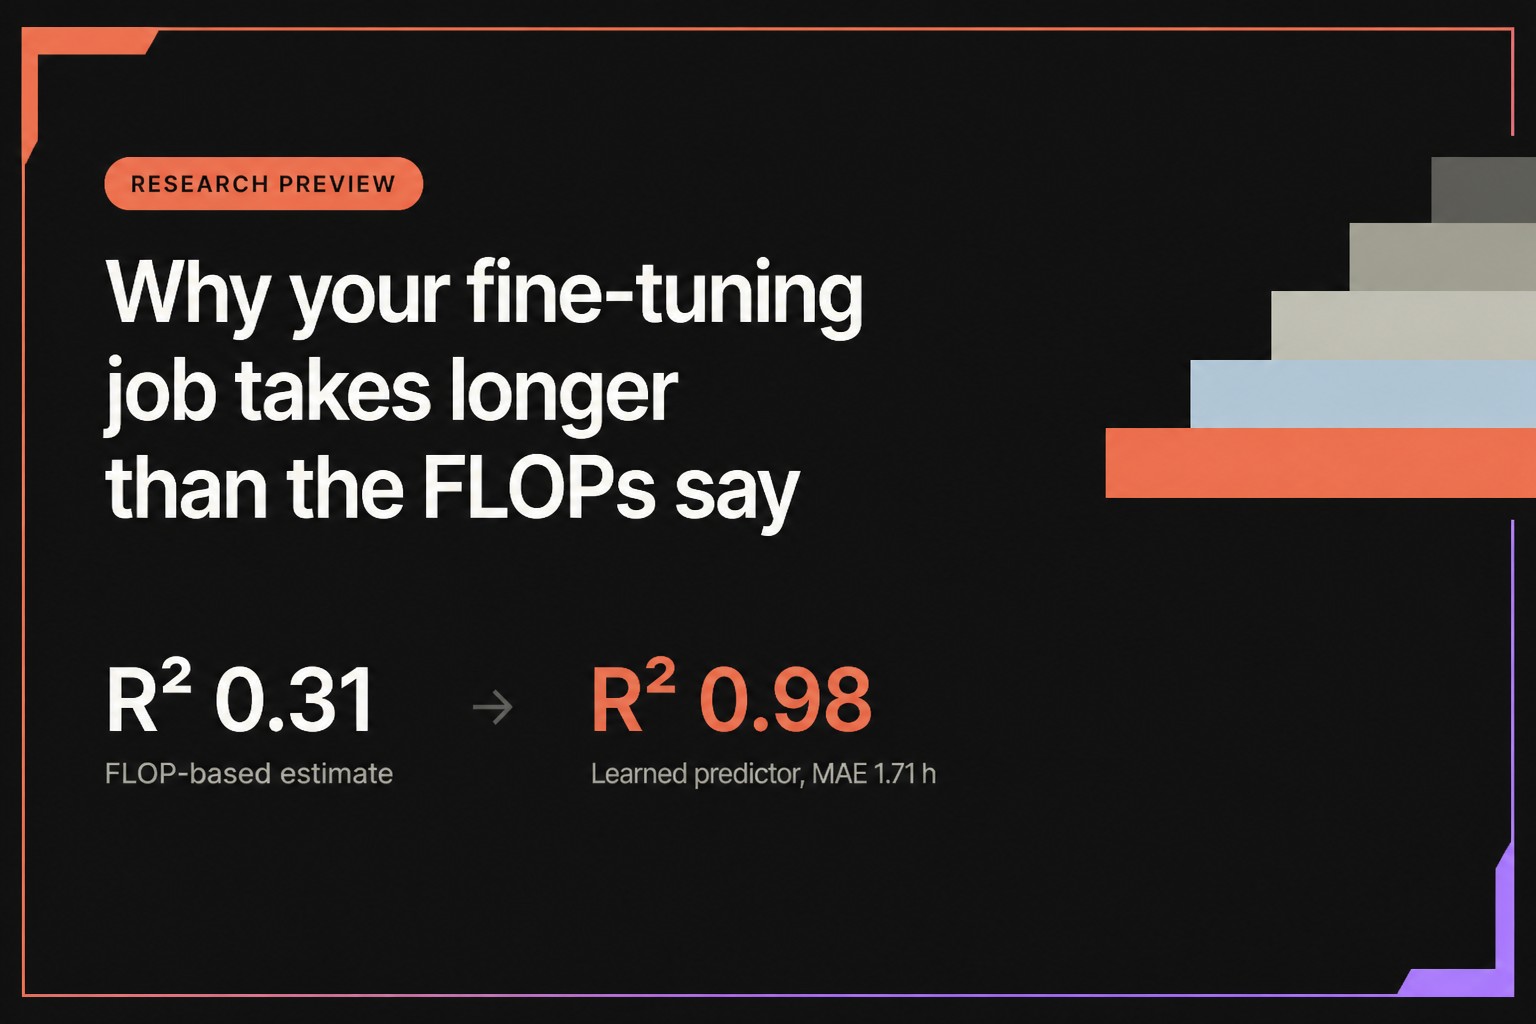 RESEARCH PREVIEW
Why your fine-tuning
job takes longer
than the FLOPs say
R² 0.31 → R² 0.98
FLOP-based estimate
Learned predictor, MAE 1.71 h